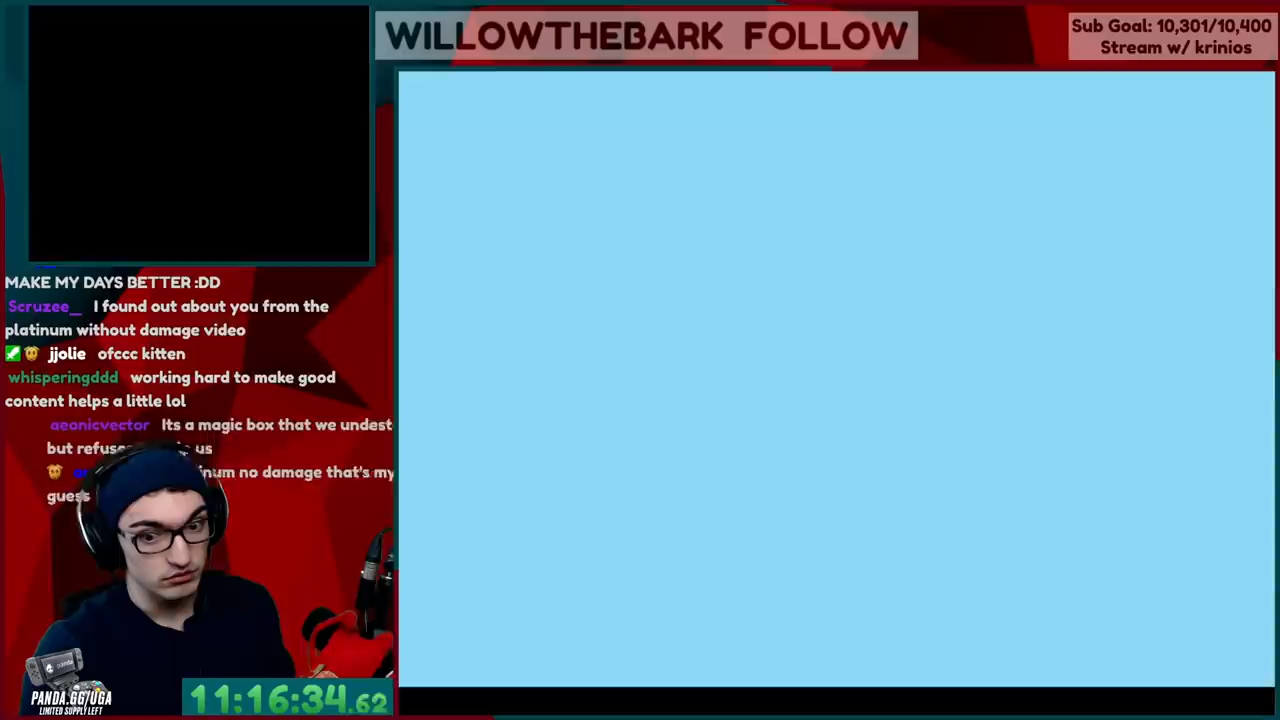 WILLOWTHEBARK FOLLOW
Sub Goal: 10,301/10,400
Stream w/ krinios
MAKE MY DAYS BETTER :DD
Scruzee_ I found out about you from the
platinum without damage video
jjolie ofccc kitten
whisperingddd working hard to make good
content helps a little lol
aeonicvector Its a magic box that we undest
but us
no damage that's my
guess
panda
PANDA.GG/UGA
LIMITED SUPPLY LEFT
11:16:34.62